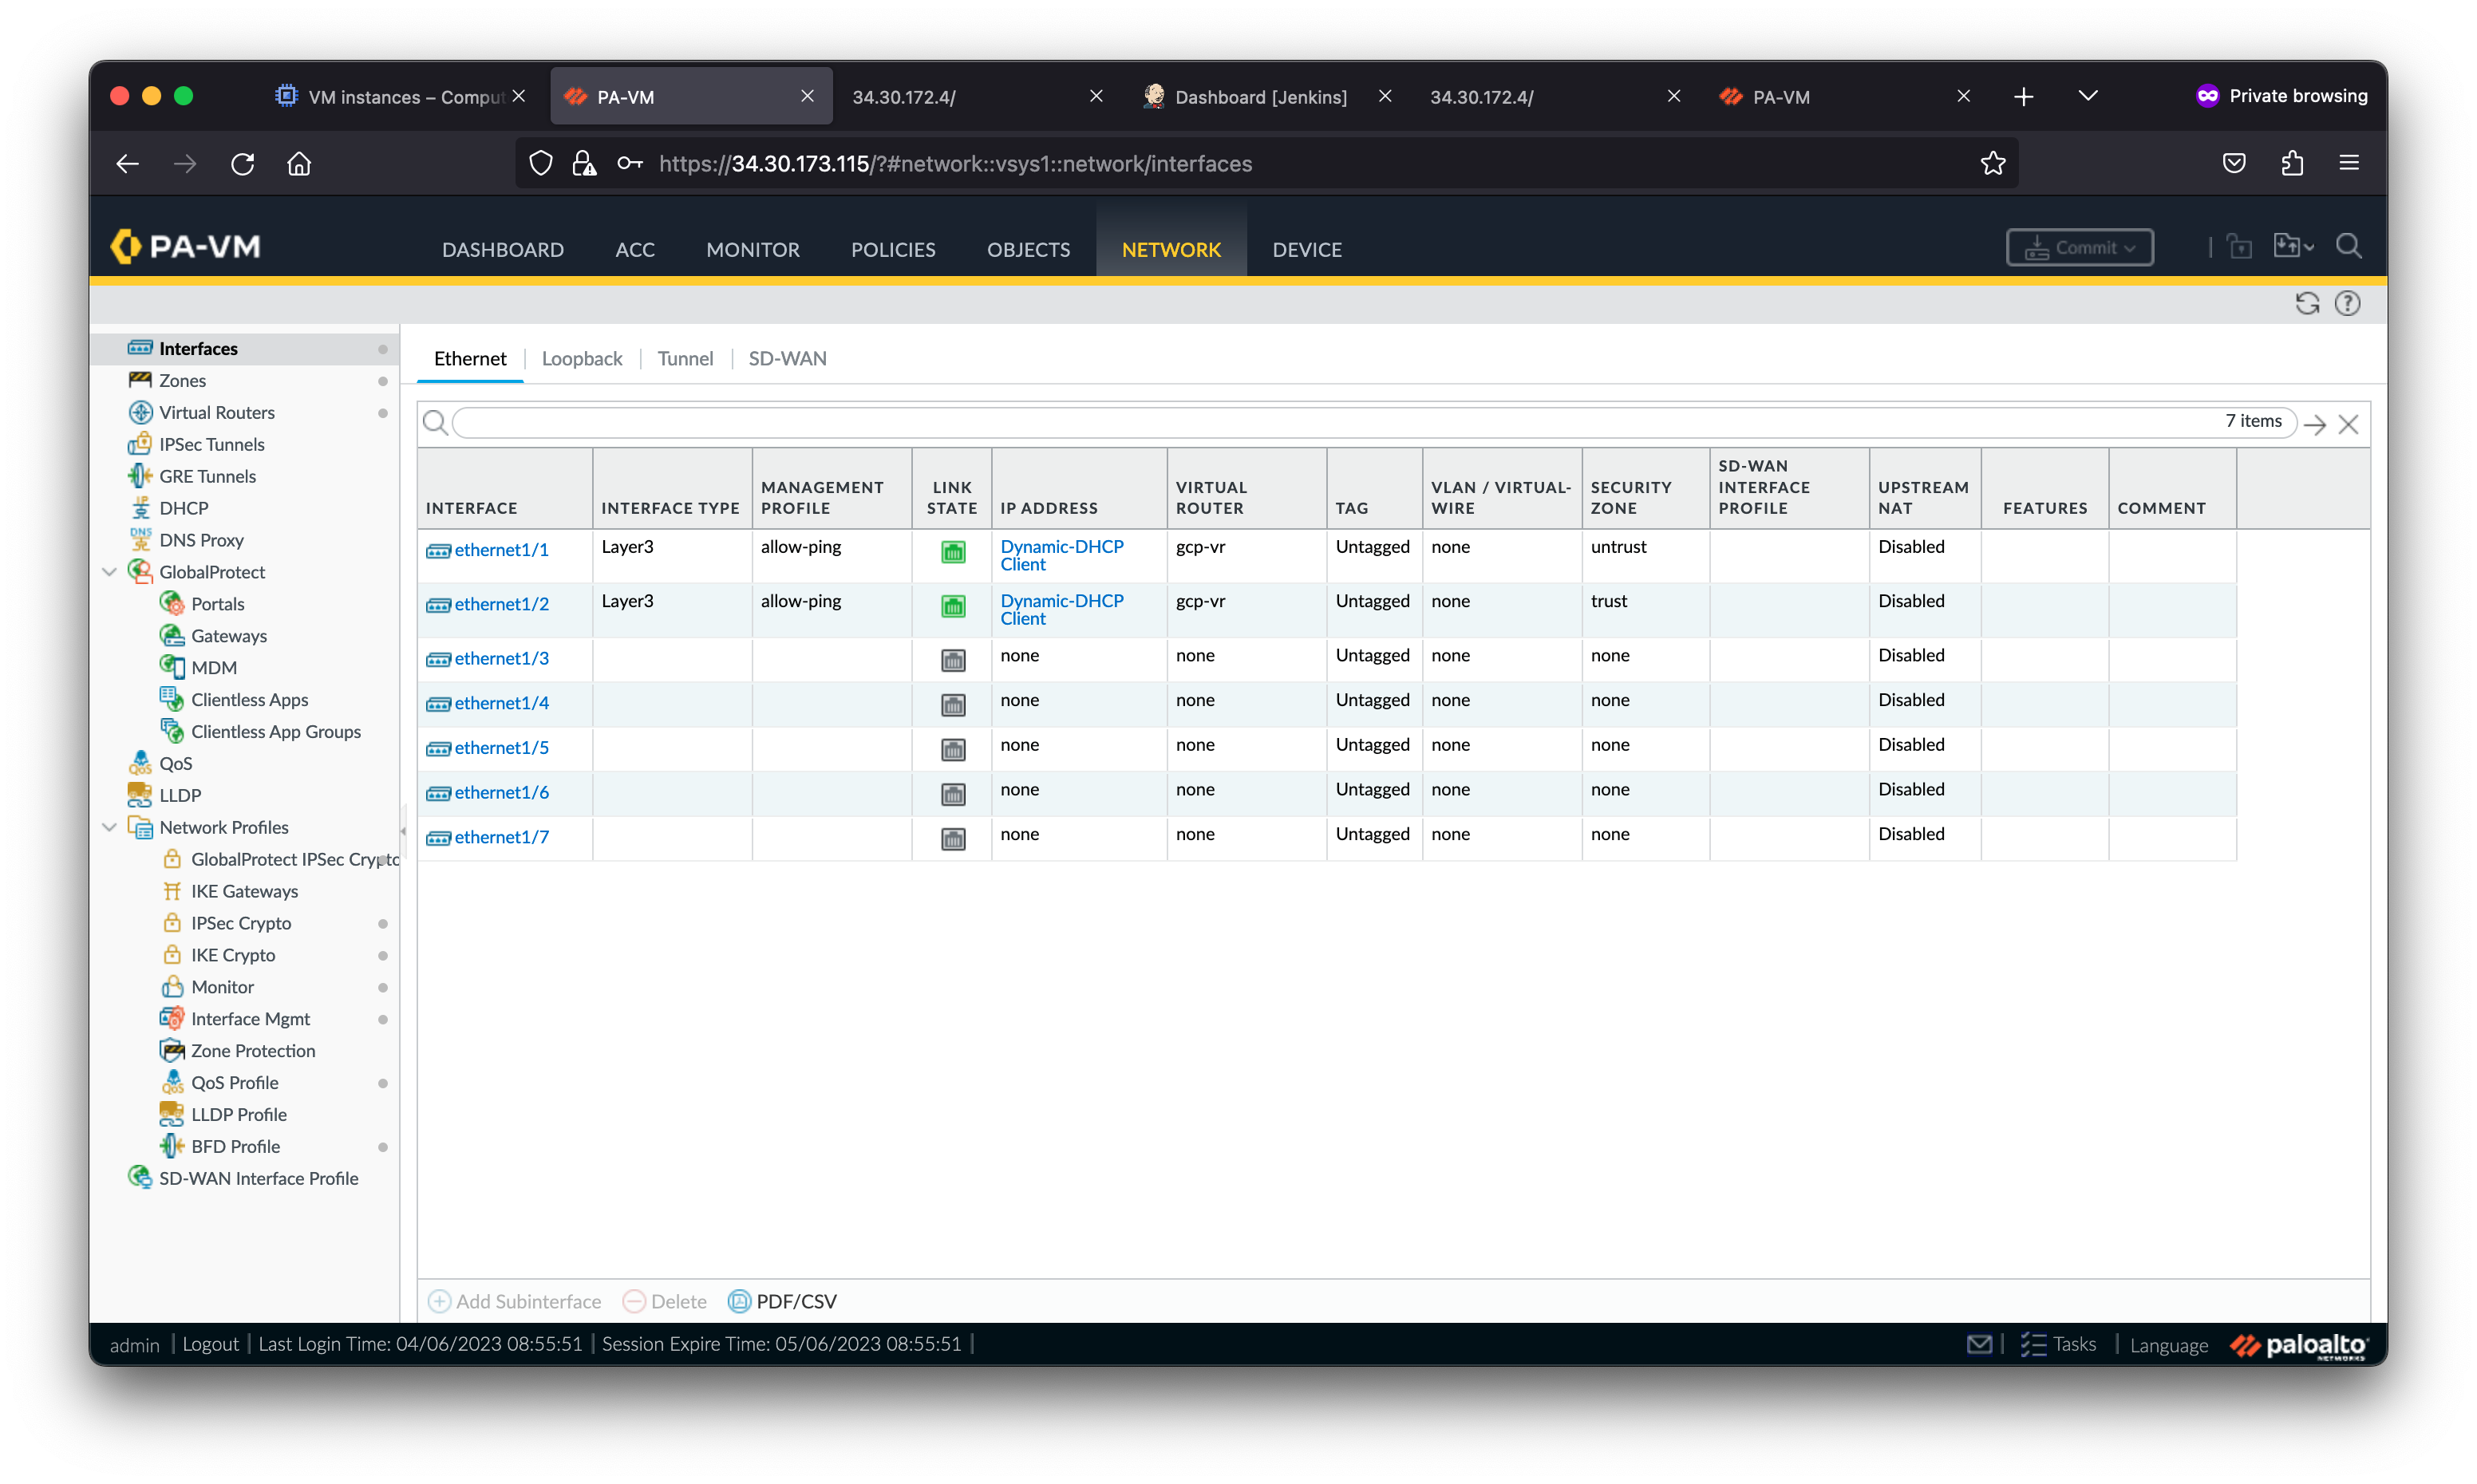 VM instances – Comput
PA-VM
34.30.172.4/
Dashboard [Jenkins]
34.30.172.4/
PA-VM
Private browsing
https://34.30.173.115/?#network::vsys1::network/interfaces
PA-VM
DASHBOARD
ACC
MONITOR
POLICIES
OBJECTS
NETWORK
DEVICE
Commit
Interfaces
Zones
Virtual Routers
IPSec Tunnels
GRE Tunnels
DHCP
DNS Proxy
GlobalProtect
Portals
Gateways
MDM
Clientless Apps
Clientless App Groups
QoS
LLDP
Network Profiles
GlobalProtect IPSec Crypto
IKE Gateways
IPSec Crypto
IKE Crypto
Monitor
Interface Mgmt
Zone Protection
QoS Profile
LLDP Profile
BFD Profile
SD-WAN Interface Profile
Ethernet | Loopback | Tunnel | SD-WAN
7 items
INTERFACE
INTERFACE TYPE
MANAGEMENT
PROFILE
LINK
STATE
IP ADDRESS
VIRTUAL
ROUTER
TAG
VLAN / VIRTUAL-
WIRE
SECURITY
ZONE
SD-WAN
INTERFACE
PROFILE
UPSTREAM
NAT
FEATURES
COMMENT
ethernet1/1 Layer3 allow-ping Dynamic-DHCP gcp-vr Untagged none untrust Disabled
Client
ethernet1/2 Layer3 allow-ping Dynamic-DHCP gcp-vr Untagged none trust Disabled
Client
ethernet1/3 none none Untagged none none Disabled
ethernet1/4 none none Untagged none none Disabled
ethernet1/5 none none Untagged none none Disabled
ethernet1/6 none none Untagged none none Disabled
ethernet1/7 none none Untagged none none Disabled
Add Subinterface Delete PDF/CSV
admin | Logout | Last Login Time: 04/06/2023 08:55:51 | Session Expire Time: 05/06/2023 08:55:51 |
Tasks | Language
paloalto
NETWORKS